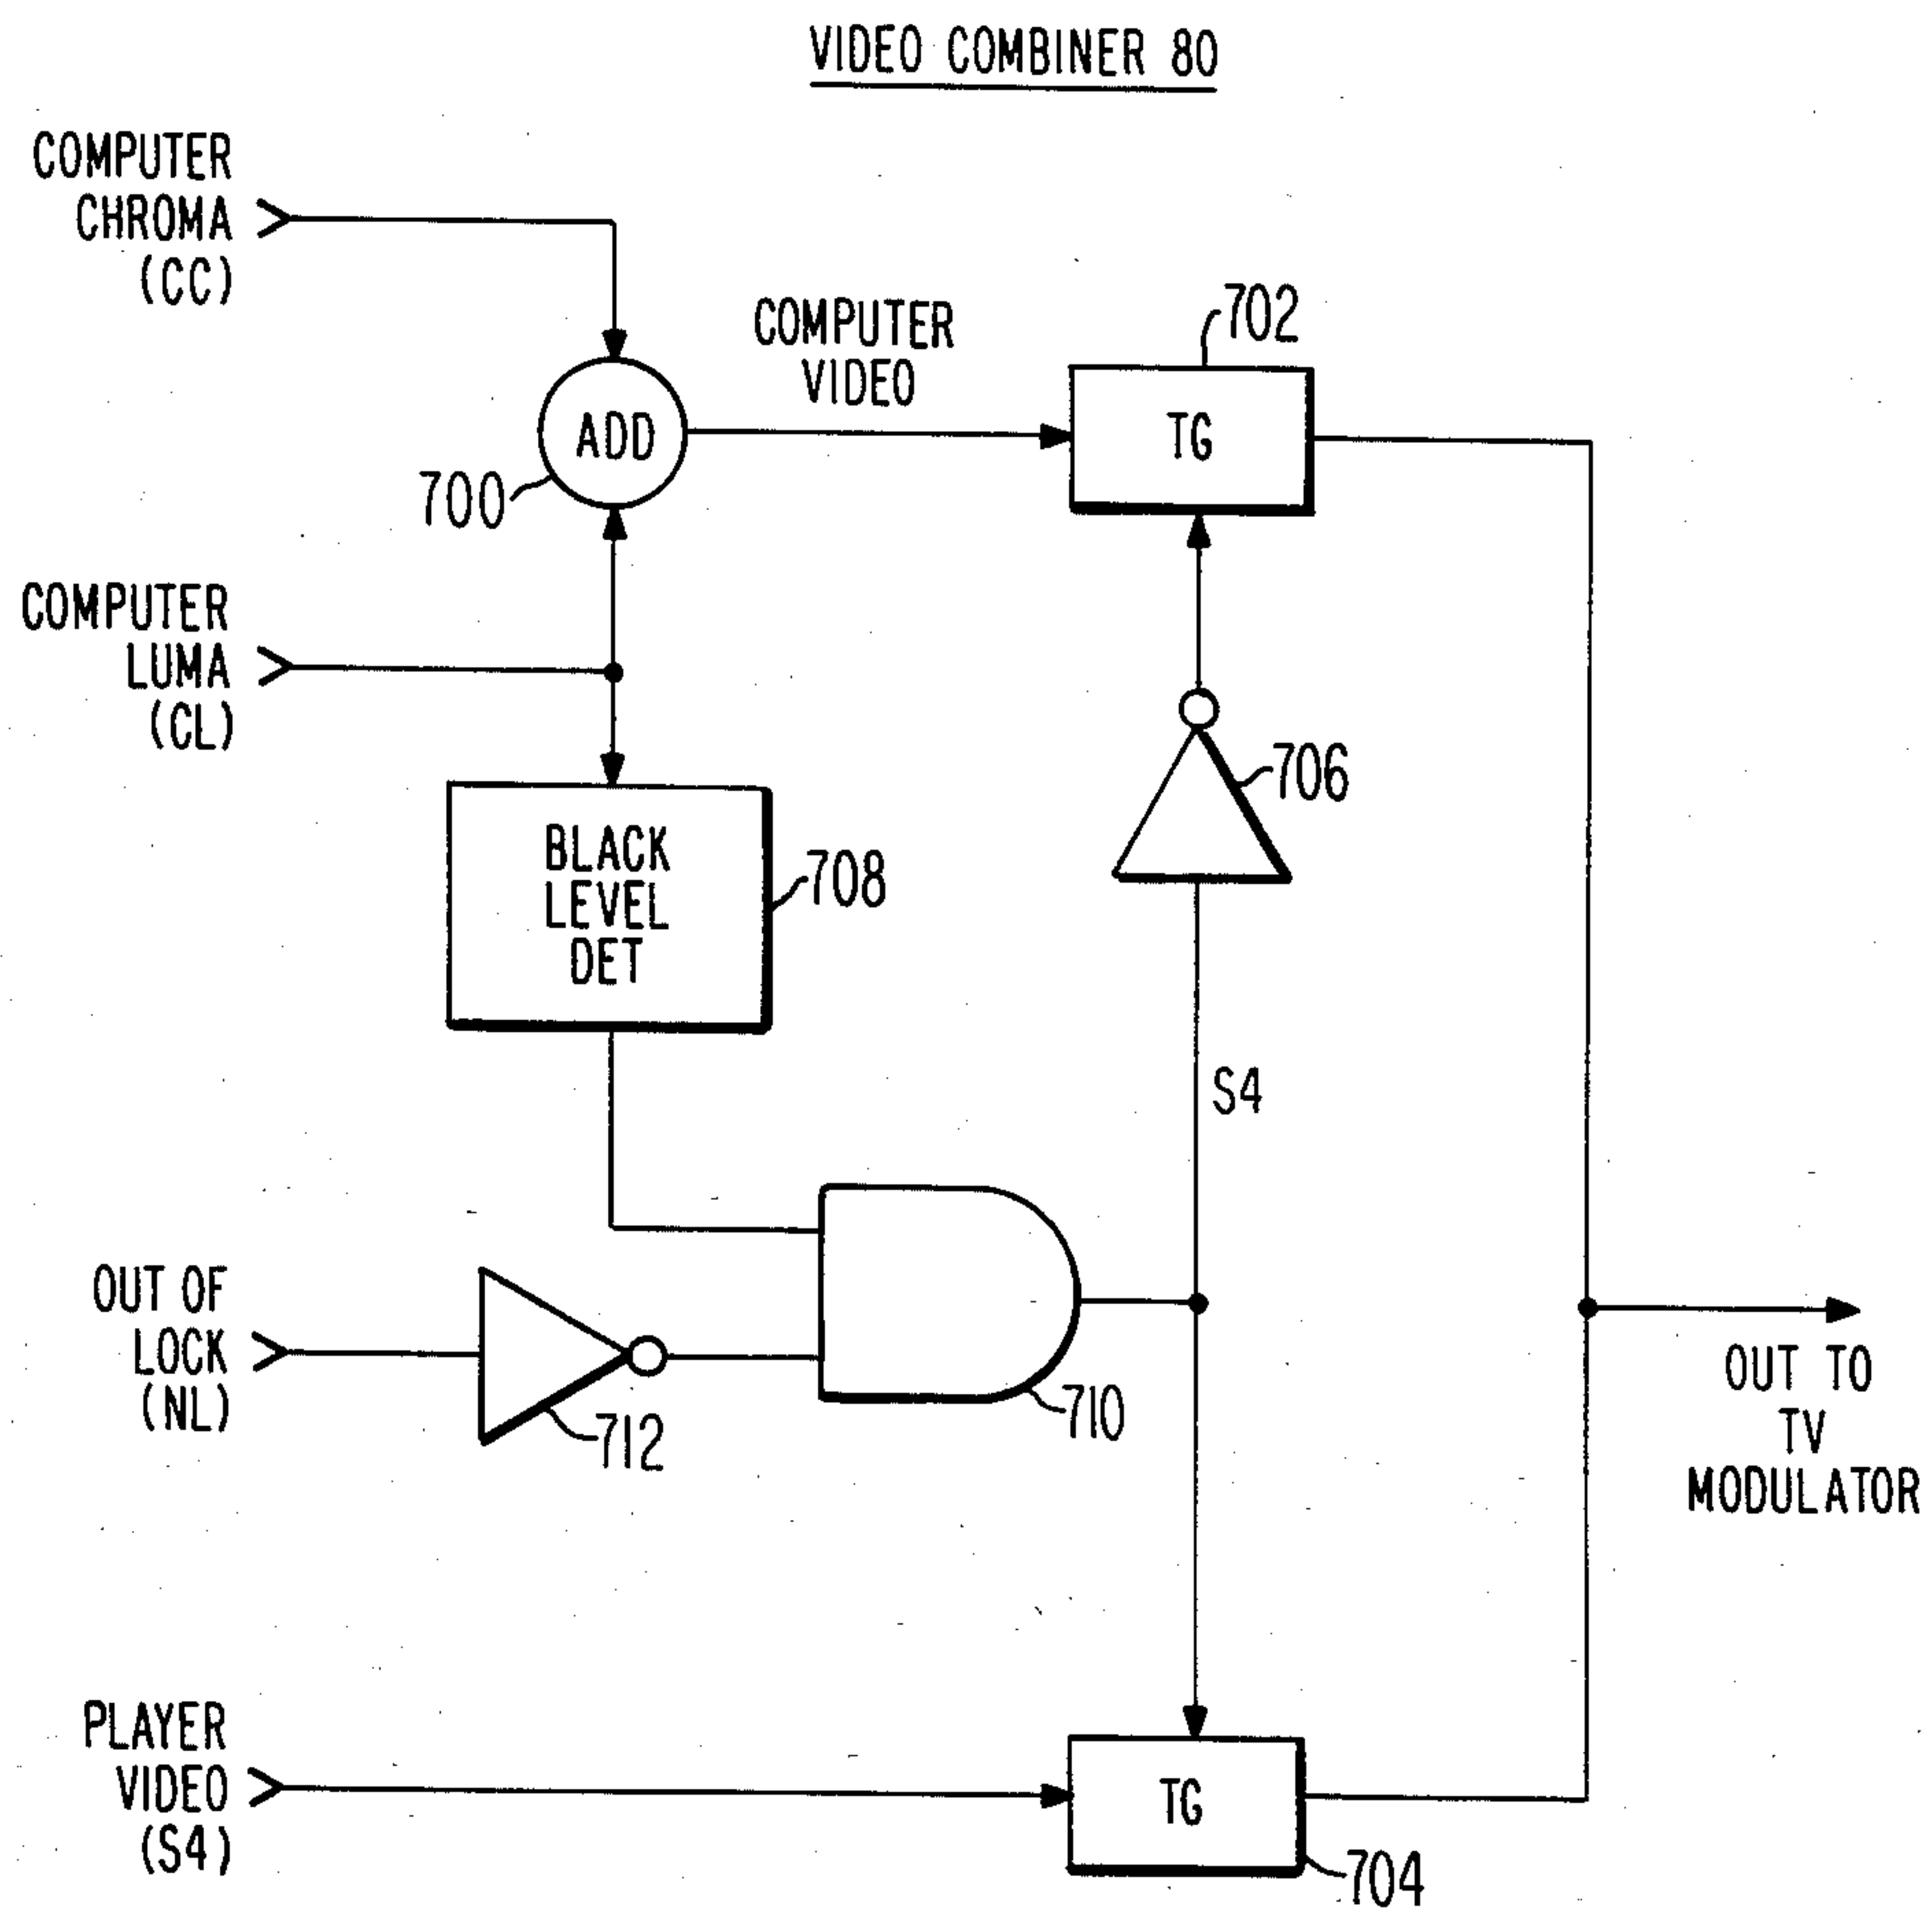 VIDEO COMBINER 80
COMPUTER
CHROMA
(CC)
COMPUTER
VIDEO
702
TG
ADD
700
COMPUTER
LUMA
(CL)
706
BLACK
LEVEL
DET
708
S4
OUT OF
LOCK
(NL)
712
710
OUT TO
TV
MODULATOR
PLAYER
VIDEO
(S4)
TG
704